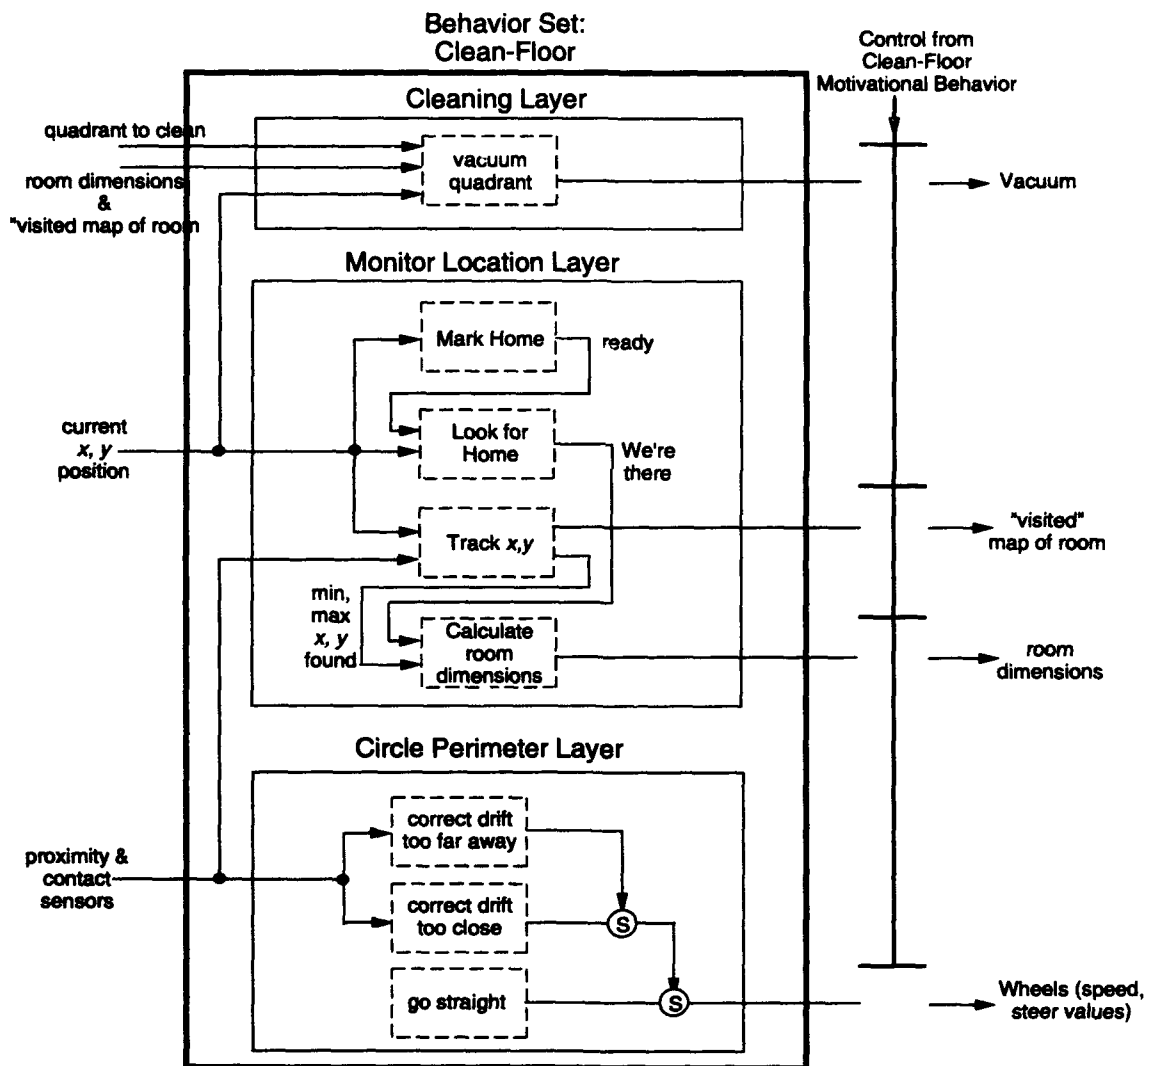 Behavior Set:
Clean-Floor
Control from
Clean-Floor
Motivational Behavior
Cleaning Layer
quadrant to clean
room dimensions
&
"visited map of room
vacuum
quadrant
Vacuum
Monitor Location Layer
Mark Home
ready
current
x, y
position
Look for
Home
We're
there
Track x,y
"visited"
map of room
min,
max
x, y
found
Calculate
room
dimensions
room
dimensions
Circle Perimeter Layer
correct drift
too far away
proximity &
contact
sensors
correct drift
too close
S
go straight
S
Wheels (speed,
steer values)